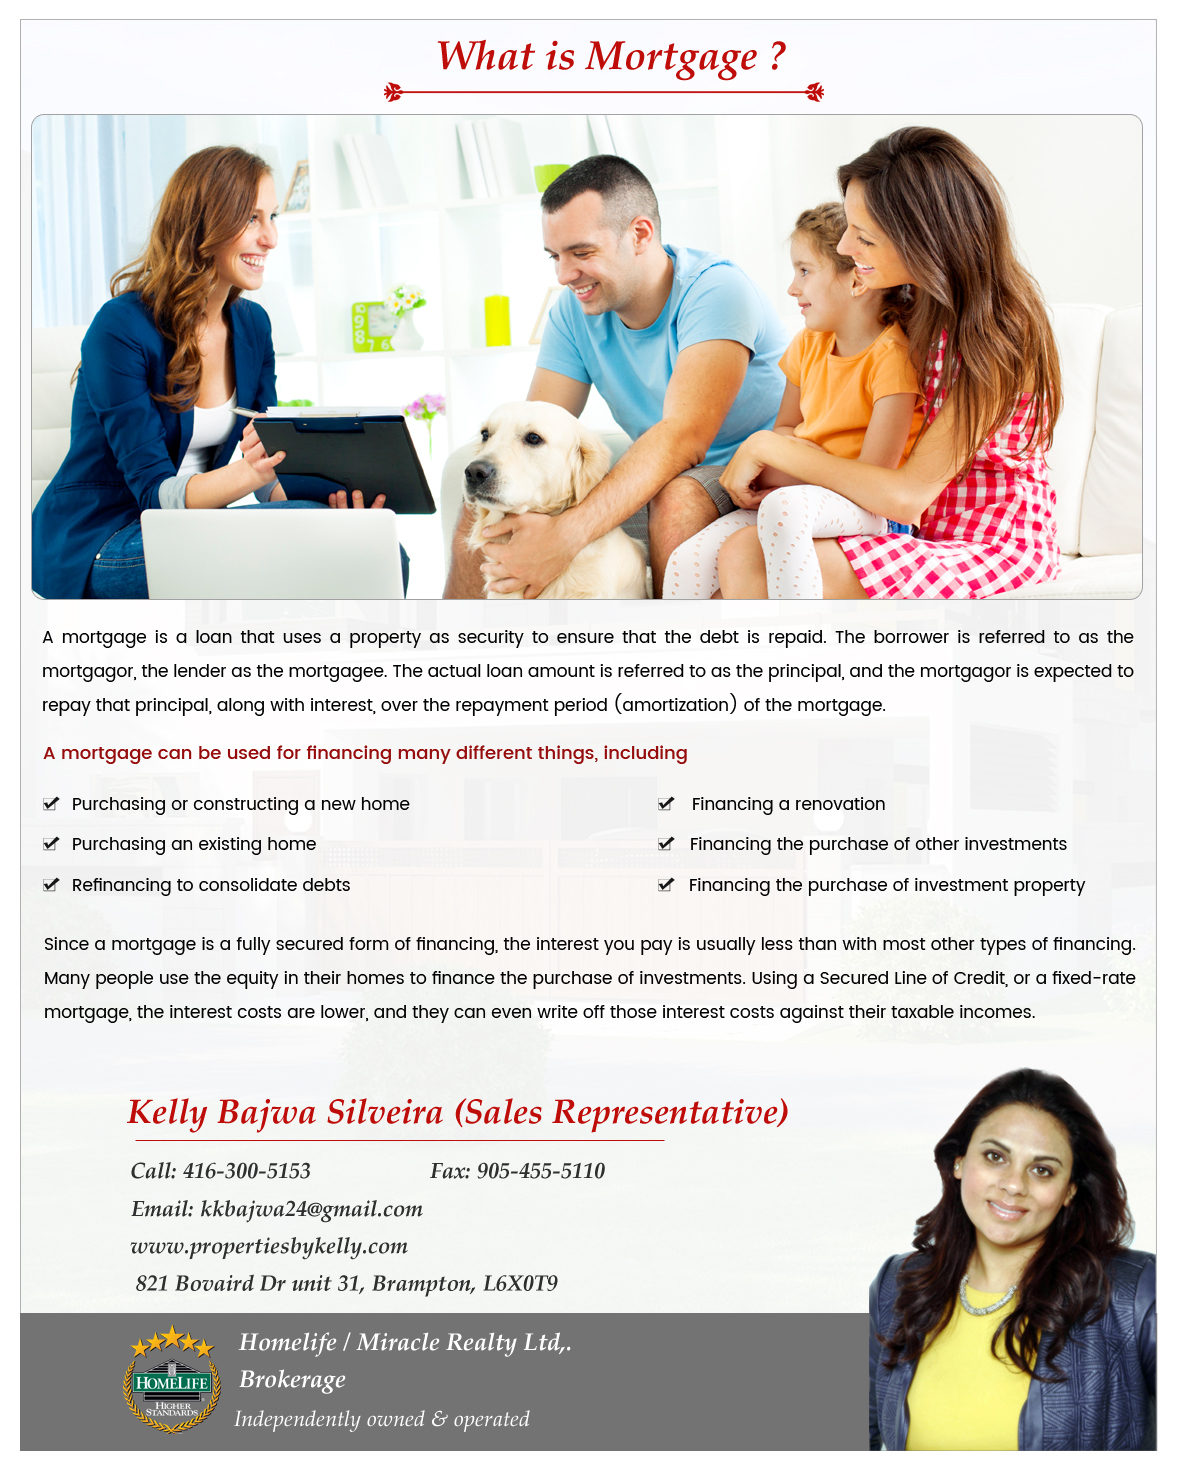 What is Mortgage ?
A mortgage is a loan that uses a property as security to ensure that the debt is repaid. The borrower is referred to as the
mortgagor, the lender as the mortgagee. The actual loan amount is referred to as the principal, and the mortgagor is expected to
repay that principal, along with interest, over the repayment period (amortization) of the mortgage.
A mortgage can be used for financing many different things, including
Purchasing or constructing a new home
Purchasing an existing home
Refinancing to consolidate debts
Financing a renovation
Financing the purchase of other investments
Financing the purchase of investment property
Since a mortgage is a fully secured form of financing, the interest you pay is usually less than with most other types of financing.
Many people use the equity in their homes to finance the purchase of investments. Using a Secured Line of Credit, or a fixed-rate
mortgage, the interest costs are lower, and they can even write off those interest costs against their taxable incomes.
Kelly Bajwa Silveira (Sales Representative)
Call: 416-300-5153 Fax: 905-455-5110
Email: kkbajwa24@gmail.com
www.propertiesbykelly.com
821 Bovaird Dr unit 31, Brampton, L6X0T9
HOMELIFE
HIGHER
STANDARDS
Homelife / Miracle Realty Ltd,.
Brokerage
Independently owned & operated